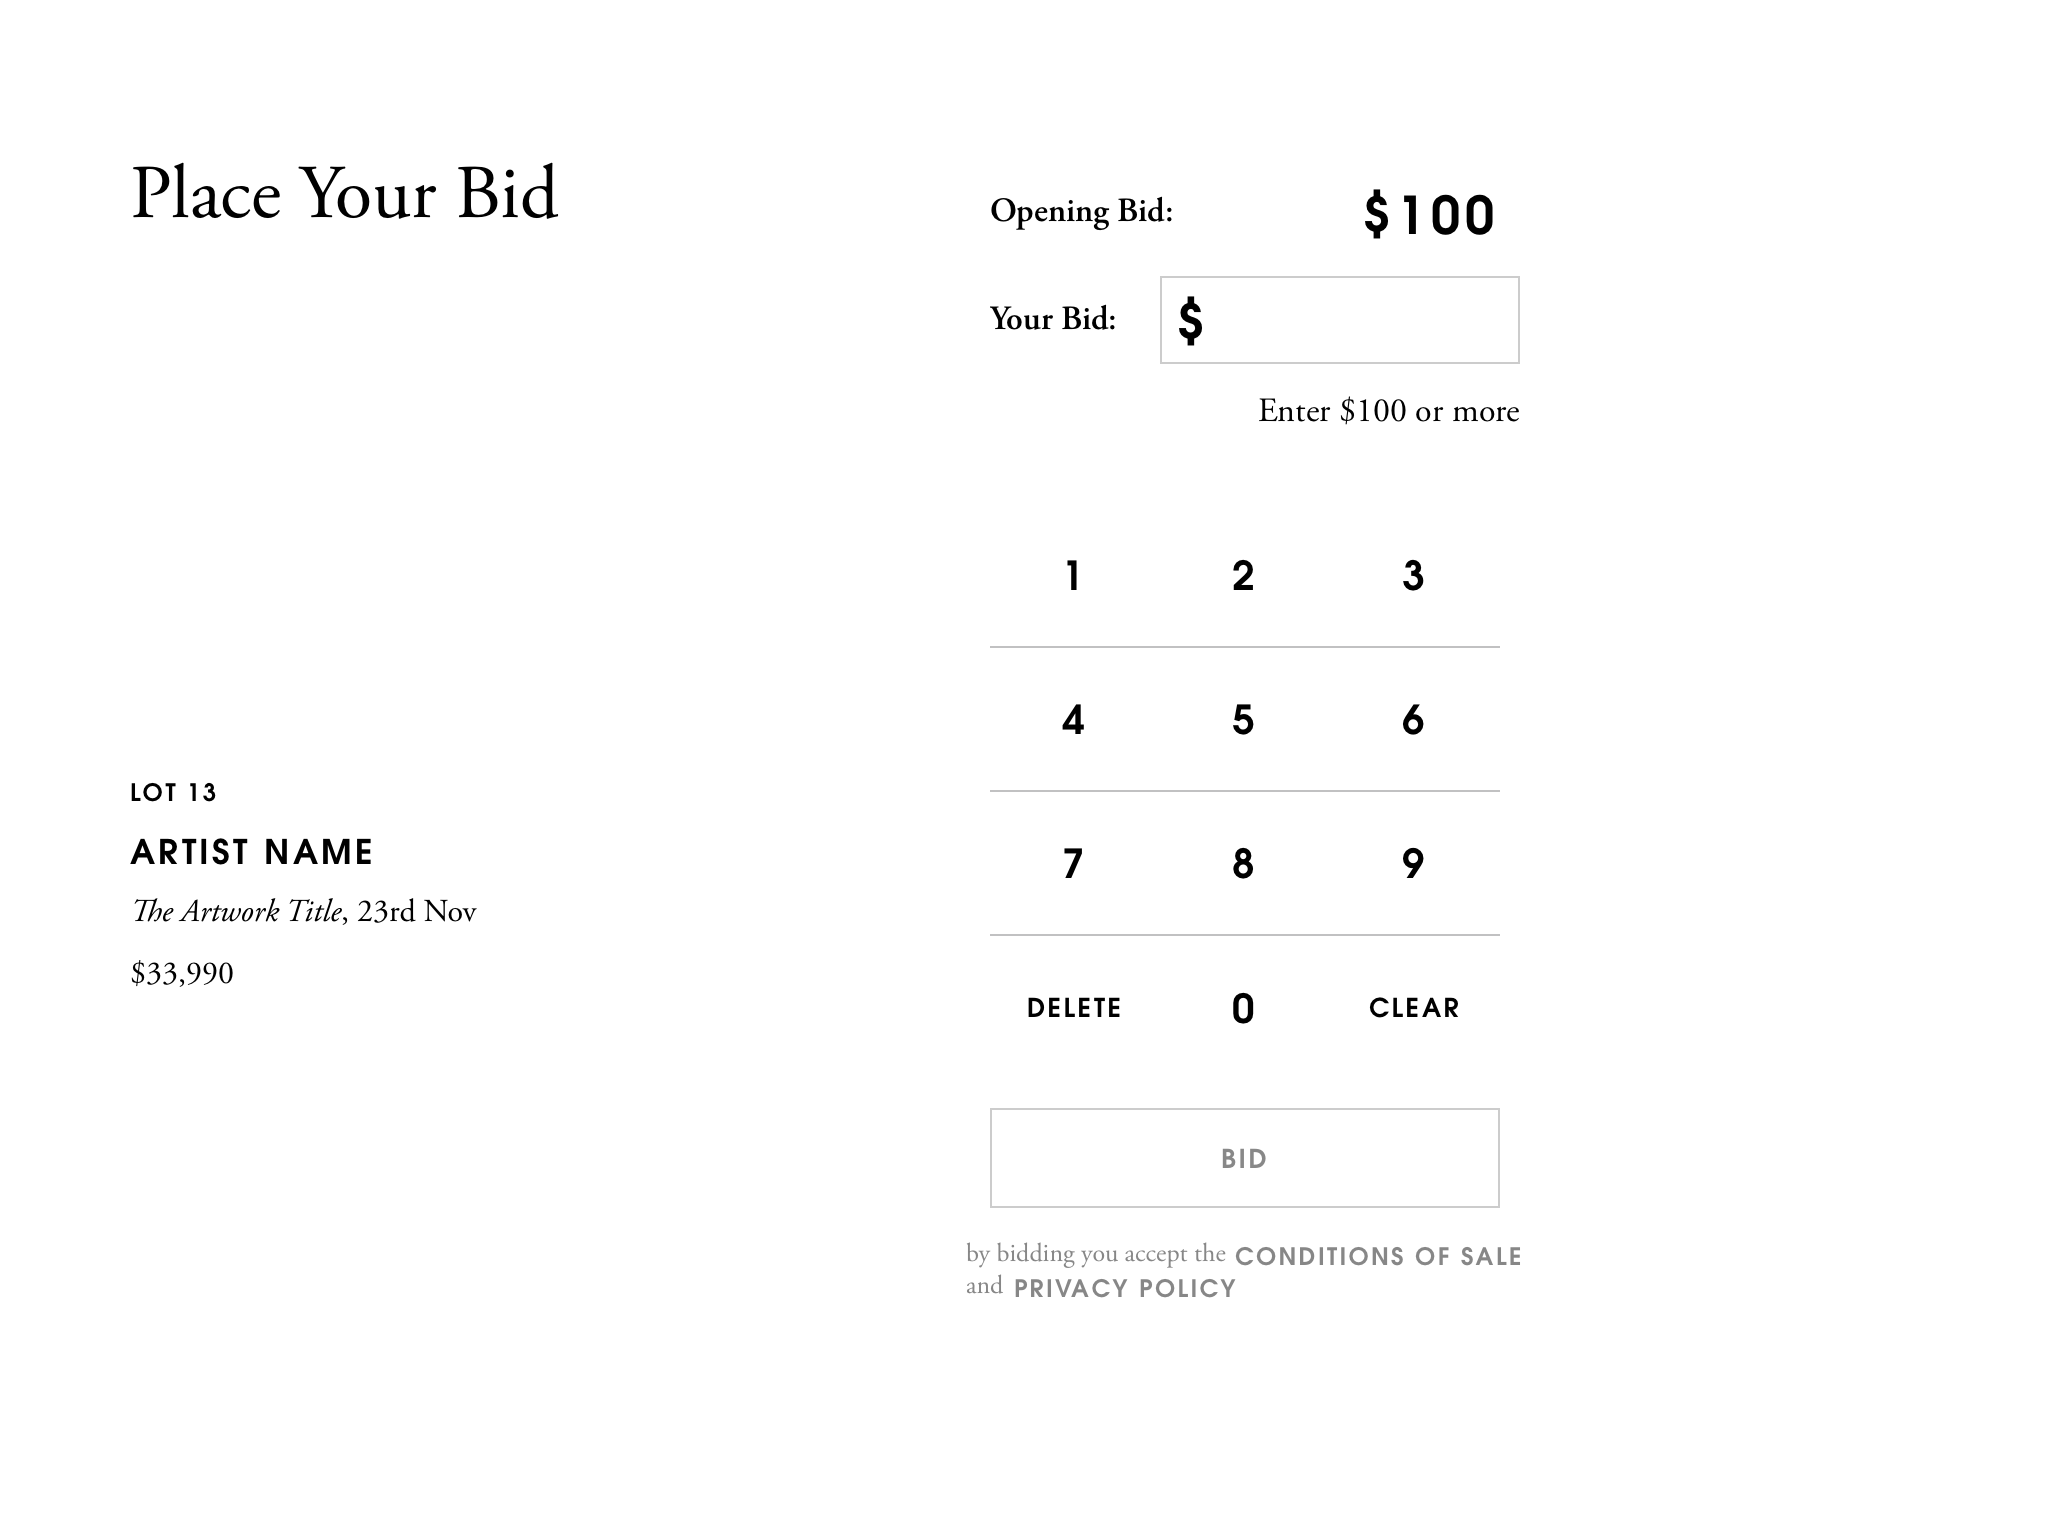 Place Your Bid
Opening Bid: $100
Your Bid: $
Enter $100 or more
1 2 3
4 5 6
7 8 9
DELETE 0 CLEAR
BID
by bidding you accept the CONDITIONS OF SALE
and PRIVACY POLICY
LOT 13
ARTIST NAME
The Artwork Title, 23rd Nov
$33,990